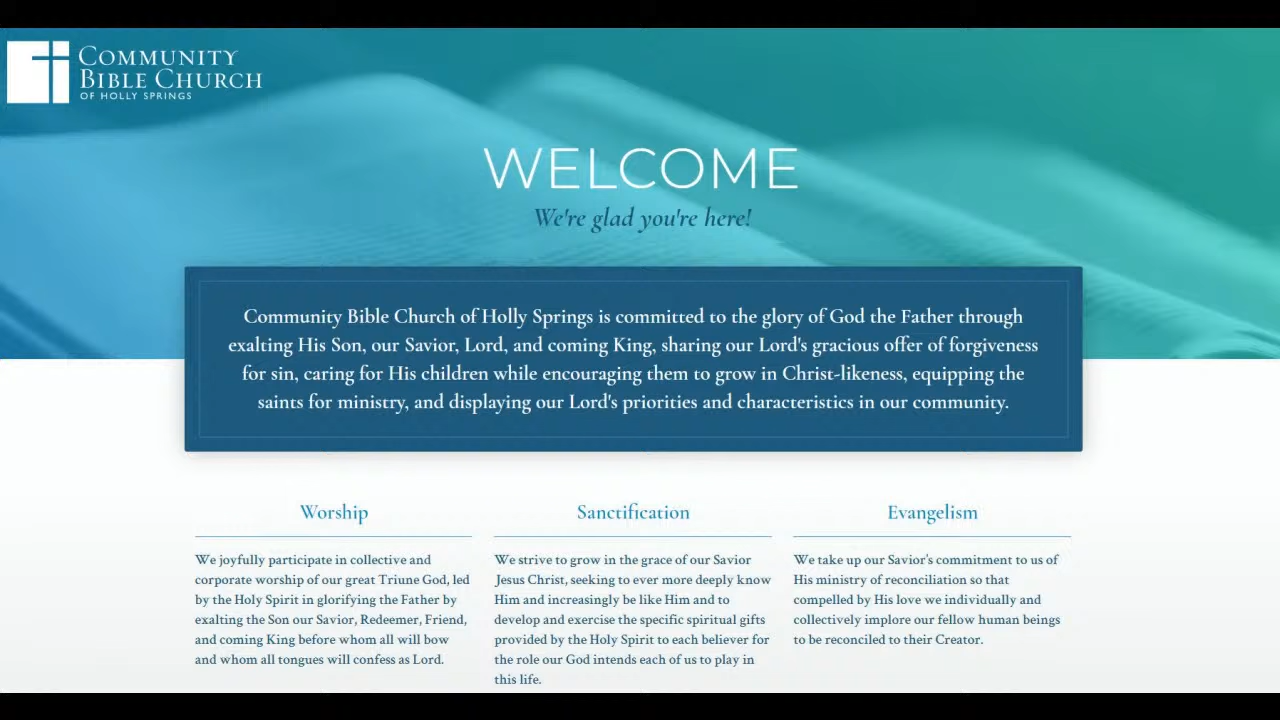 COMMUNITY
BIBLE CHURCH
OF HOLLY SPRINGS
WELCOME
We're glad you're here!
Community Bible Church of Holly Springs is committed to the glory of God the Father through
exalting His Son, our Savior, Lord, and coming King, sharing our Lord's gracious offer of forgiveness
for sin, caring for His children while encouraging them to grow in Christ-likeness, equipping the
saints for ministry, and displaying our Lord's priorities and characteristics in our community.
Worship
We joyfully participate in collective and
corporate worship of our great Triune God, led
by the Holy Spirit in glorifying the Father by
exalting the Son our Savior, Redeemer, Friend,
and coming King before whom all will bow
and whom all tongues will confess as Lord.
Sanctification
We strive to grow in the grace of our Savior
Jesus Christ, seeking to ever more deeply know
Him and increasingly be like Him and to
develop and exercise the specific spiritual gifts
provided by the Holy Spirit to each believer for
the role our God intends each of us to play in
this life.
Evangelism
We take up our Savior's commitment to us of
His ministry of reconciliation so that
compelled by His love we individually and
collectively implore our fellow human beings
to be reconciled to their Creator.